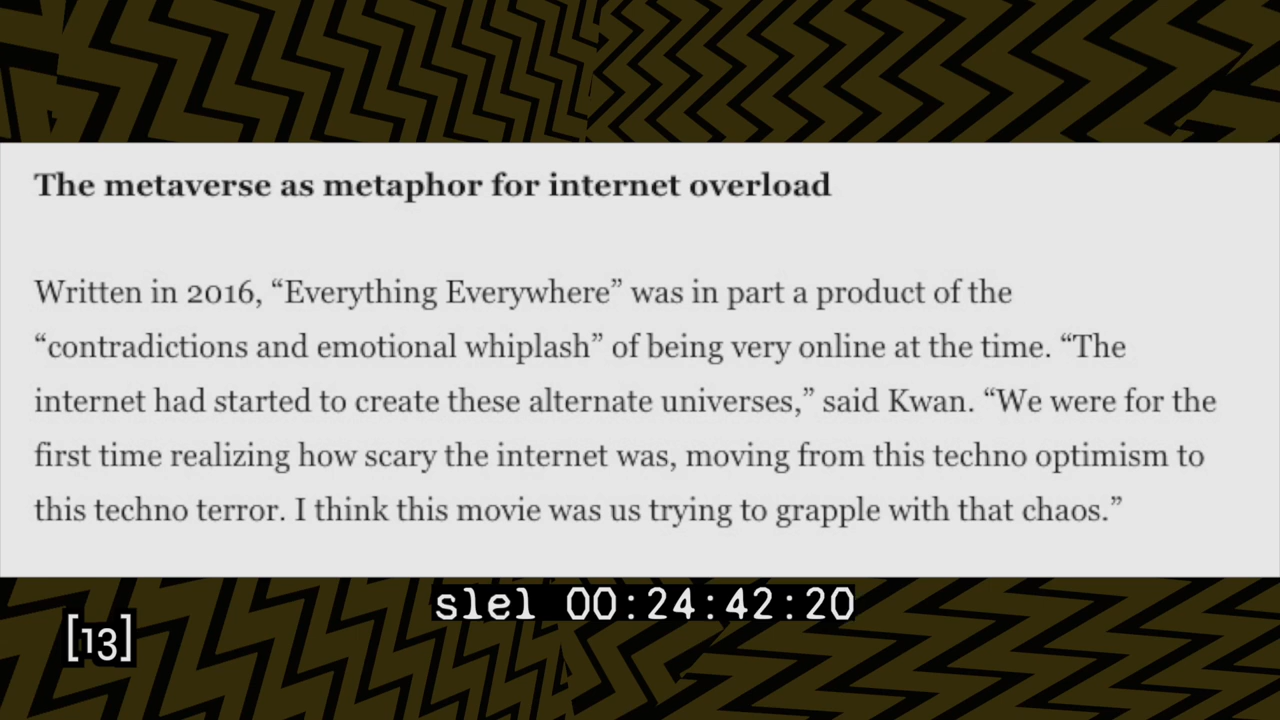 The metaverse as metaphor for internet overload
Written in 2016, “Everything Everywhere” was in part a product of the
“contradictions and emotional whiplash” of being very online at the time. “The
internet had started to create these alternate universes,” said Kwan. “We were for the
first time realizing how scary the internet was, moving from this techno optimism to
this techno terror. I think this movie was us trying to grapple with that chaos.”
slel 00:24:42:20
[13]